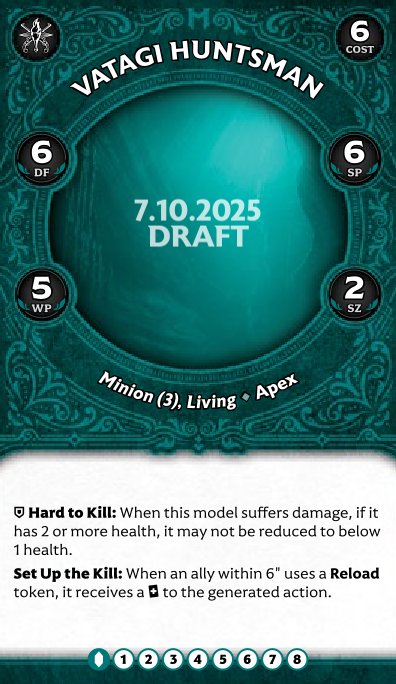 6
COST
VATAGI HUNTSMAN
6
DF
6
SP
7.10.2025
DRAFT
5
WP
2
SZ
Minion (3), Living ◆ Apex
Hard to Kill: When this model suffers damage, if it
has 2 or more health, it may not be reduced to below
1 health.
Set Up the Kill: When an ally within 6" uses a Reload
token, it receives a to the generated action.
1 2 3 4 5 6 7 8